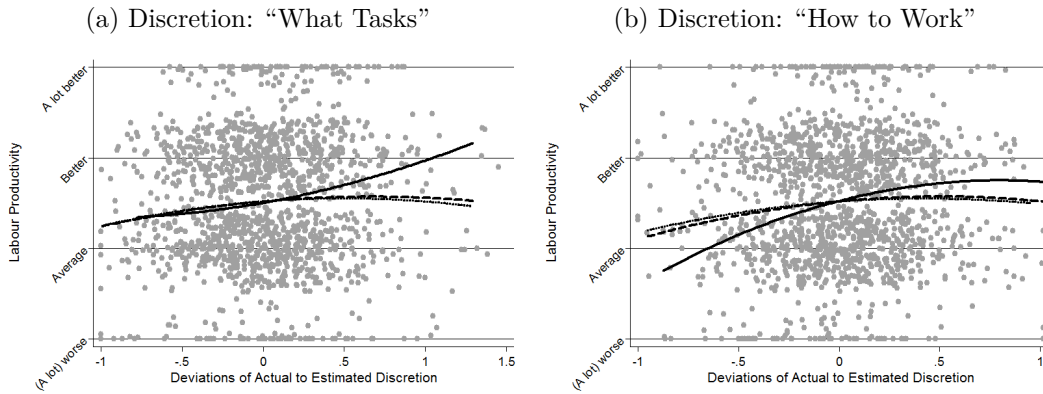 (a) Discretion: “What Tasks”
Labour Productivity
A lot better
Better
Average
(A lot) worse
-1
-.5
0
.5
1
1.5
Deviations of Actual to Estimated Discretion
(b) Discretion: “How to Work”
Labour Productivity
A lot better
Better
Average
(A lot) worse
-1
-.5
0
.5
1
Deviations of Actual to Estimated Discretion